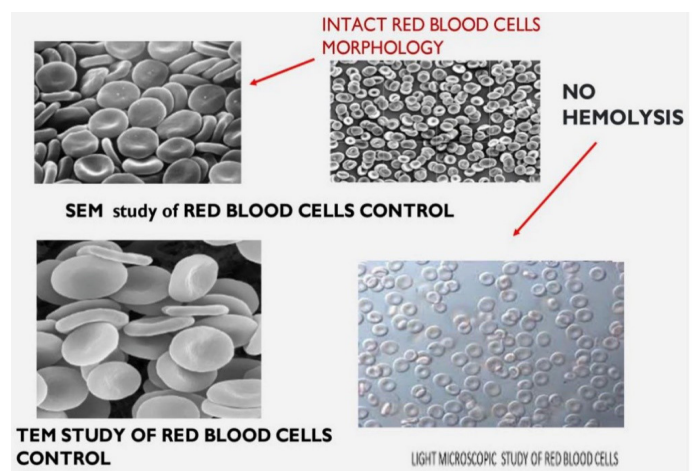 INTACT RED BLOOD CELLS
MORPHOLOGY
NO
HEMOLYSIS
SEM study of RED BLOOD CELLS CONTROL
TEM STUDY OF RED BLOOD CELLS
CONTROL
LIGHT MICROSCOPIC STUDY OF RED BLOOD CELLS